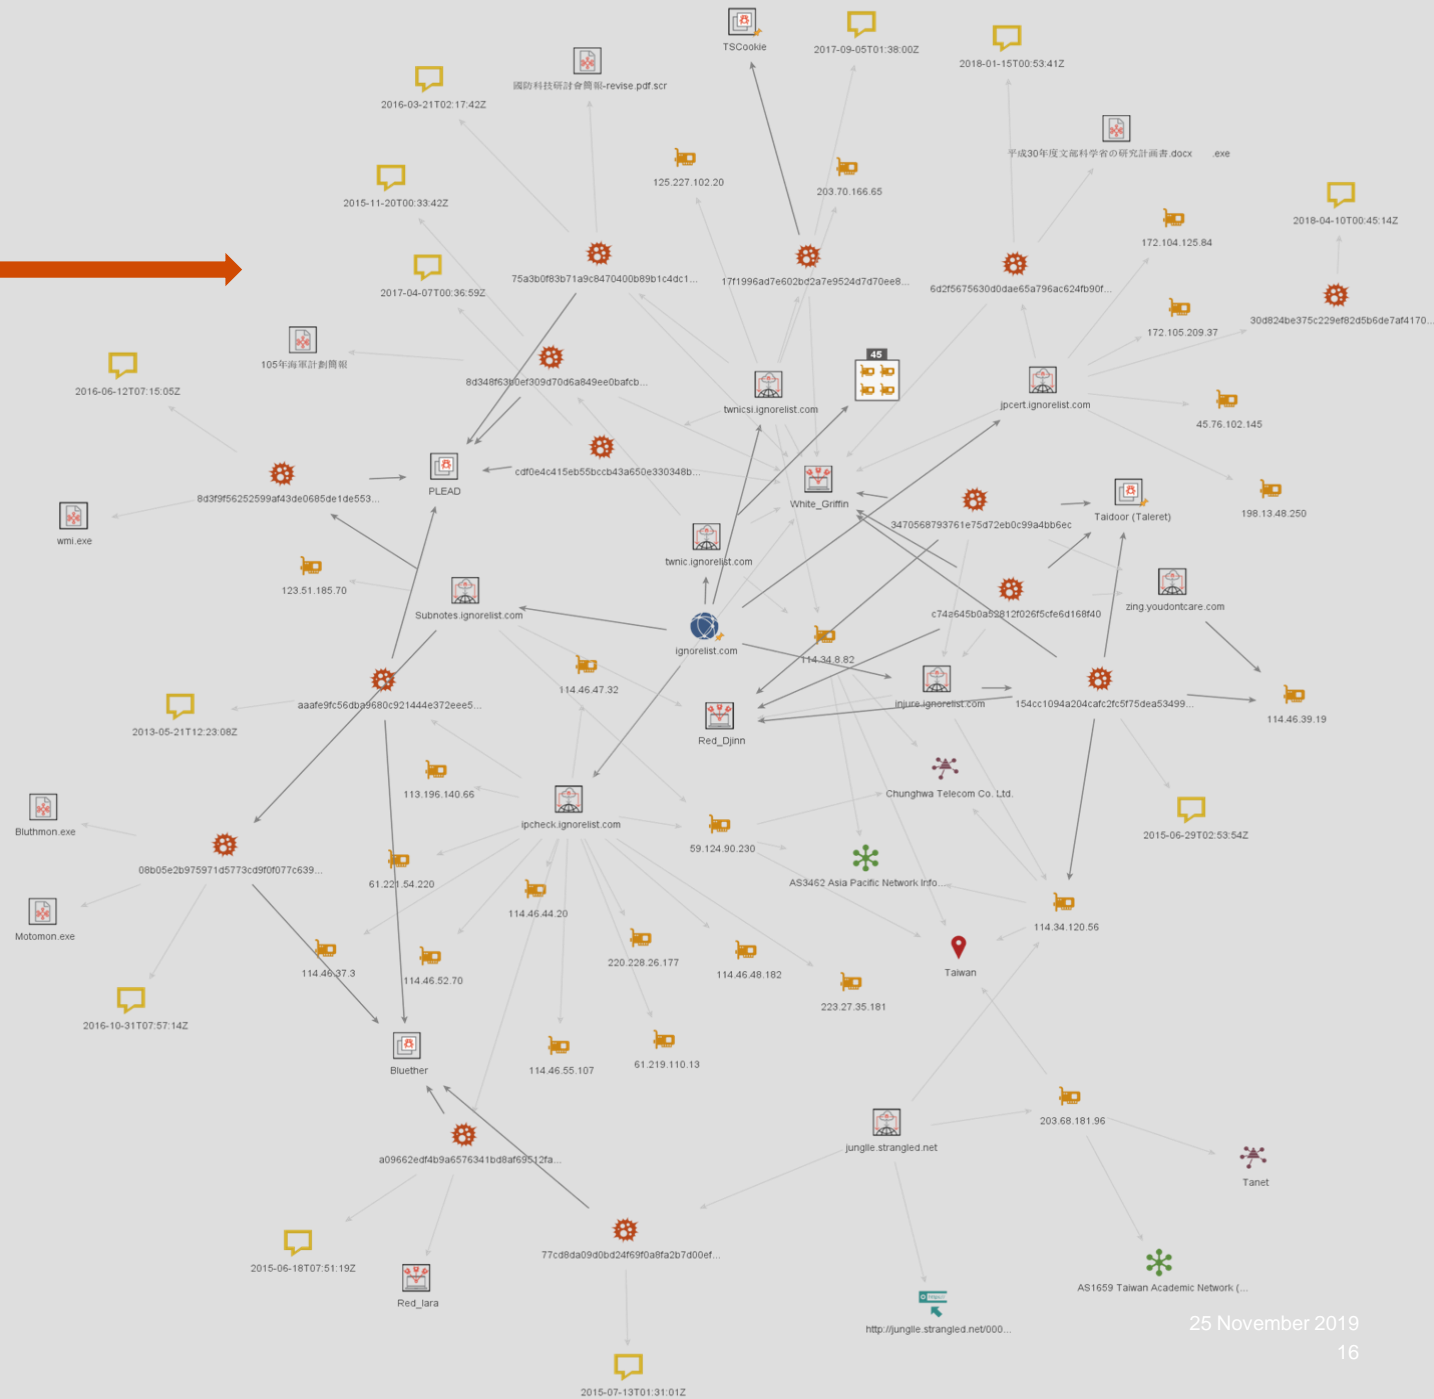 TSCookie
2017-09-05T01:38:00Z
2018-01-15T00:53:41Z
國防科技研討會簡報-revise.pdf.scr
2016-03-21T02:17:42Z
平成30年度文部科学省の研究計画書.docx .exe
125.227.102.20
203.70.166.65
2015-11-20T00:33:42Z
2018-04-10T00:45:14Z
172.104.125.84
75a3b0f83b71a9c8470400b89b1c4dc1...
17f1996ad7e602bd2a7e9524d7d70ee8...
6d2f5675630d0dae65a796ac624fb90f...
2017-04-07T00:36:59Z
30d824be375c229ef82d5b6de7af4170...
172.105.209.37
45
105年海軍計劃簡報
2016-06-12T07:15:05Z
8d348f63b0ef309d70d6a849ee0bafcb...
twnicsi.ignorelist.com
jpcert.ignorelist.com
45.76.102.145
cdf0e4c415eb55bccb43a650e330348b...
PLEAD
8d3f9f56252599af43de0685de1de553...
White_Griffin
Taidoor (Taleret)
198.13.48.250
3470568793761e75d72eb0c99a4bb6ec
wmi.exe
twnic.ignorelist.com
123.51.185.70
Subnotes.ignorelist.com
c74a645b0a52812f026f5cfe6d168f40
zing.youdontcare.com
ignorelist.com
114.34.8.82
114.46.47.32
aaafe9fc56dba9680c921444e372eee5...
injure.ignorelist.com
154cc1094a204cafc2fc5f75dea53499...
114.46.39.19
2013-05-21T12:23:08Z
Red_Djinn
113.196.140.66
Chunghwa Telecom Co. Ltd.
ipcheck.ignorelist.com
Bluthmon.exe
2015-06-29T02:53:54Z
59.124.90.230
08b05e2b975971d5773cd9f0f077c639...
61.221.54.220
AS3462 Asia Pacific Network Info...
114.46.44.20
114.34.120.56
Motomon.exe
220.228.26.177
114.46.37.3
114.46.52.70
114.46.48.182
Taiwan
223.27.35.181
2016-10-31T07:57:14Z
Bluether
114.46.55.107
61.219.110.13
203.68.181.96
junglle.strangled.net
a09662edf4b9a6576341bd8af69512fa...
Tanet
77cd8da09d0bd24f69f0a8fa2b7d00ef...
2015-06-18T07:51:19Z
AS1659 Taiwan Academic Network (...
Red_Iara
http://junglle.strangled.net/000...
25 November 2019
16
2015-07-13T01:31:01Z